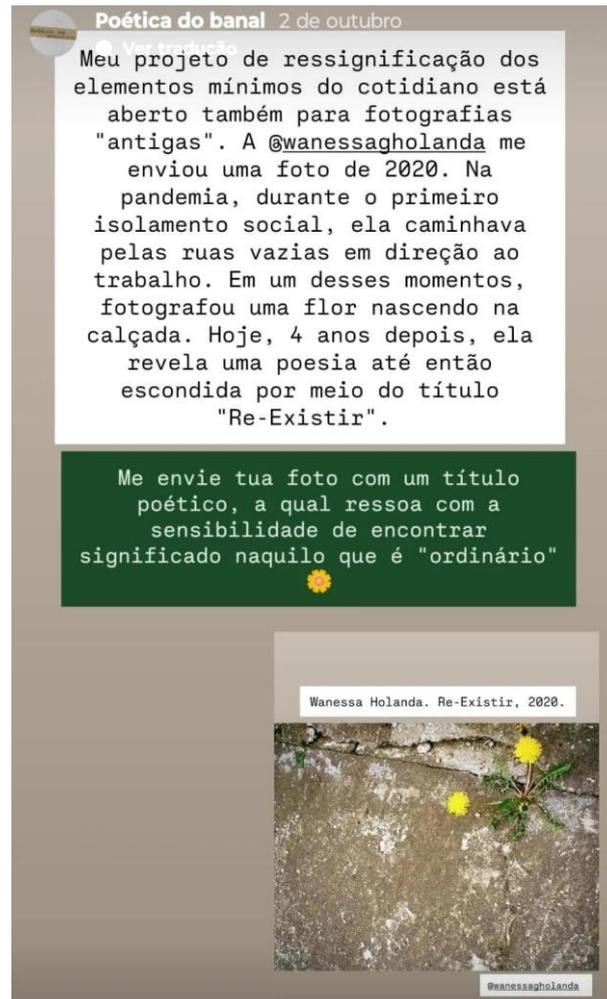 Poética do banal 2 de outubro
Ver tradução
Meu projeto de ressignificação dos
elementos mínimos do cotidiano está
aberto também para fotografias
"antigas". A @wanessagholanda me
enviou uma foto de 2020. Na
pandemia, durante o primeiro
isolamento social, ela caminhava
pelas ruas vazias em direção ao
trabalho. Em um desses momentos,
fotografou uma flor nascendo na
calçada. Hoje, 4 anos depois, ela
revela uma poesia até então
escondida por meio do título
"Re-Existir".
Me envie tua foto com um título
poético, a qual ressoa com a
sensibilidade de encontrar
significado naquilo que é "ordinário"
🌼
Wanessa Holanda. Re-Existir, 2020.
@wanessagholanda